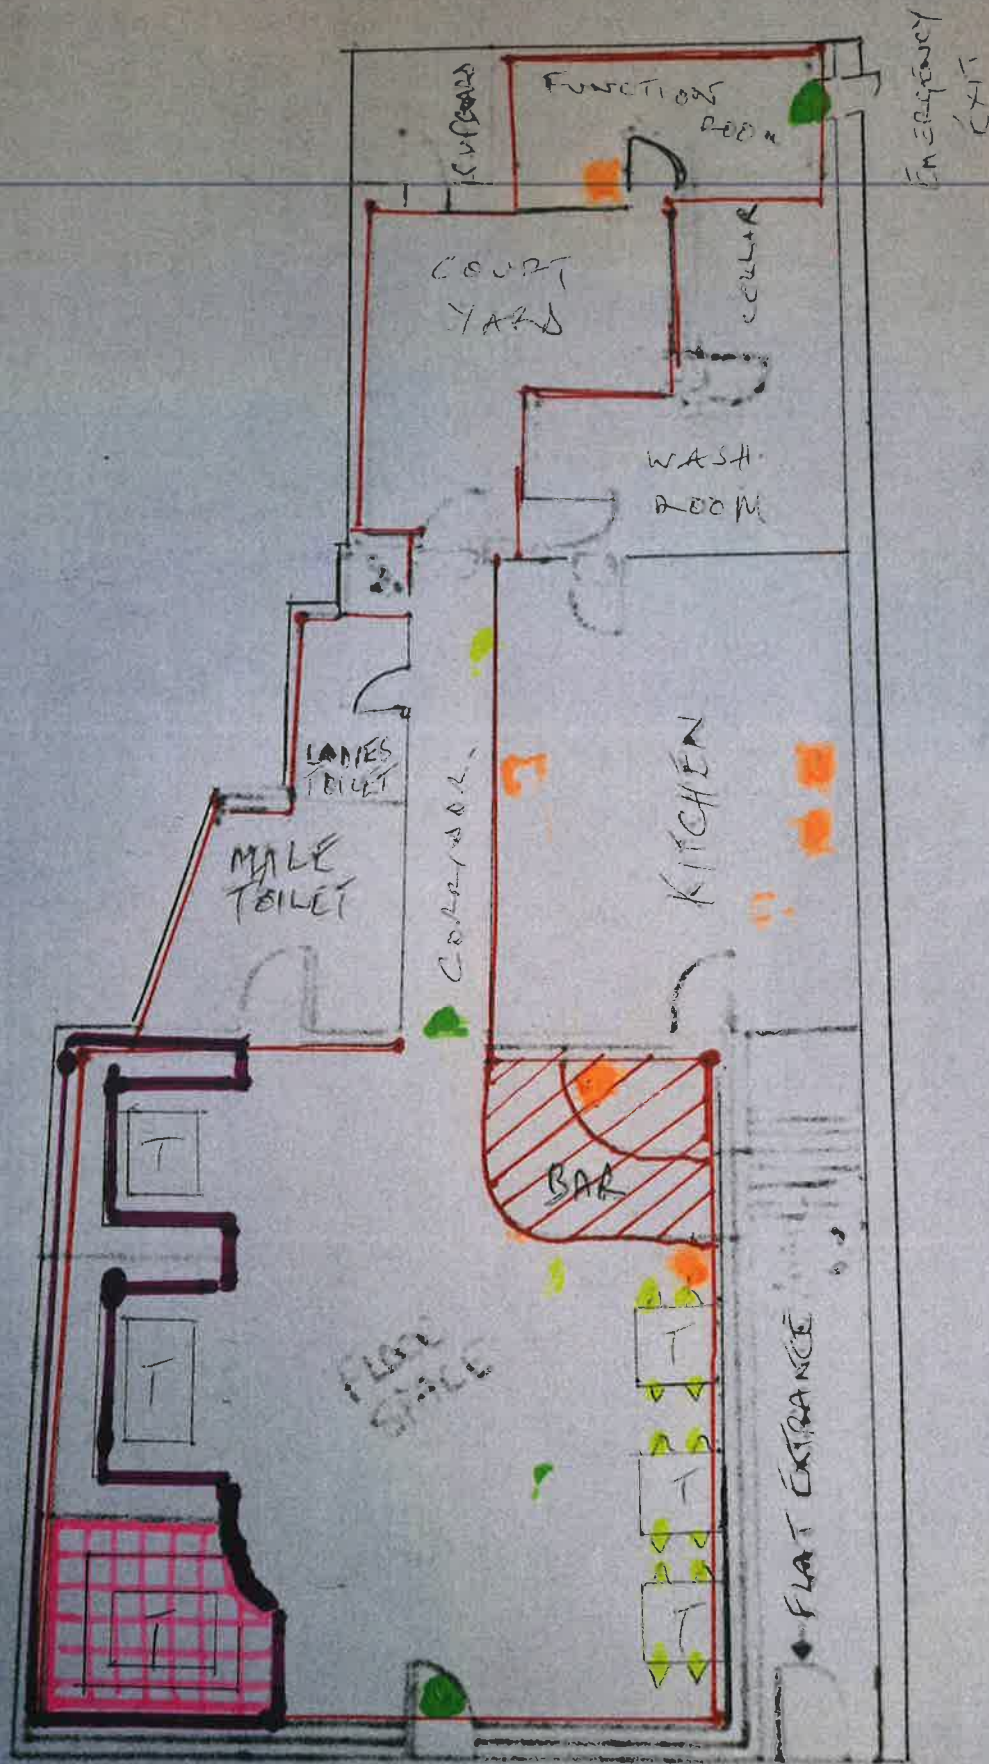 CUPBOARD
FUNCTION
ROOM
EMERGENCY
EXIT
COURT
YARD
CELLAR
WASH
ROOM
LADIES
TOILET
MALE
TOILET
CORRIDOR
KITCHEN
T
BAR
T
FLOOR
SPACE
T
T
T
T
FLAT ENTRANCE